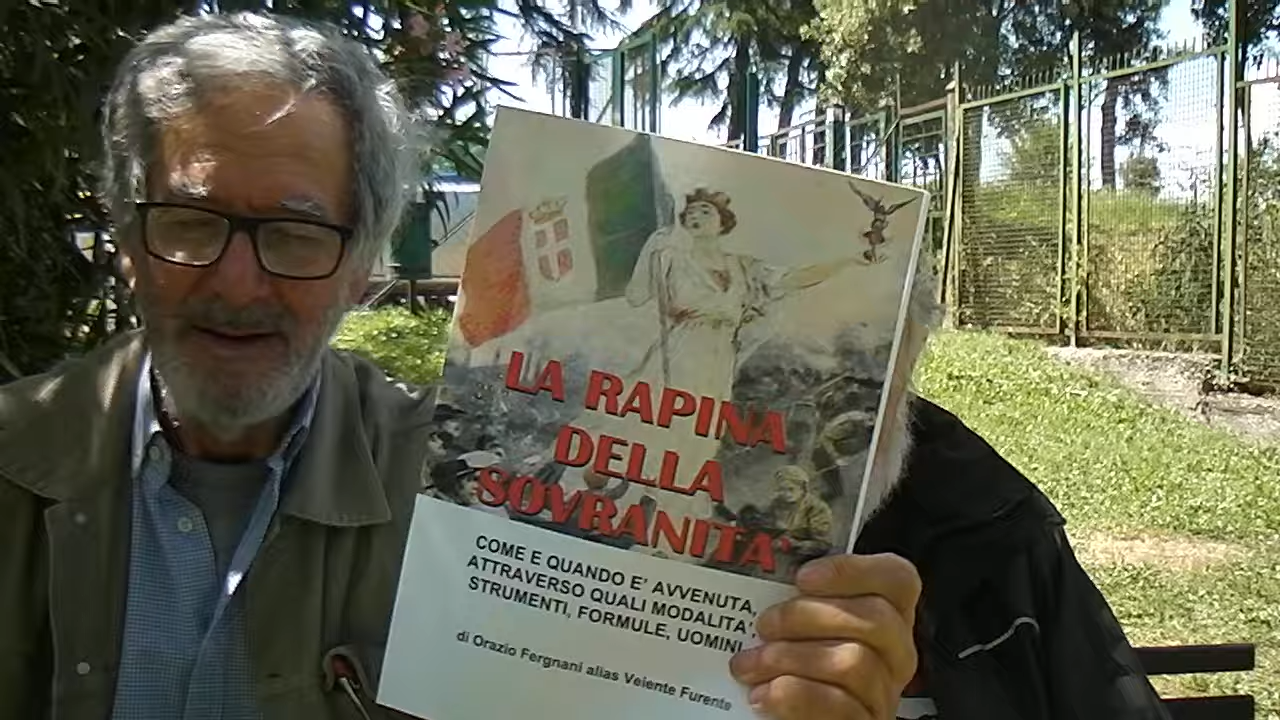 LA RAPINA
DELLA
SOVRANITA'
COME E QUANDO E' AVVENUTA,
ATTRAVERSO QUALI MODALITA',
STRUMENTI, FORMULE, UOMINI
di Orazio Fergnani alias Veiente Furente